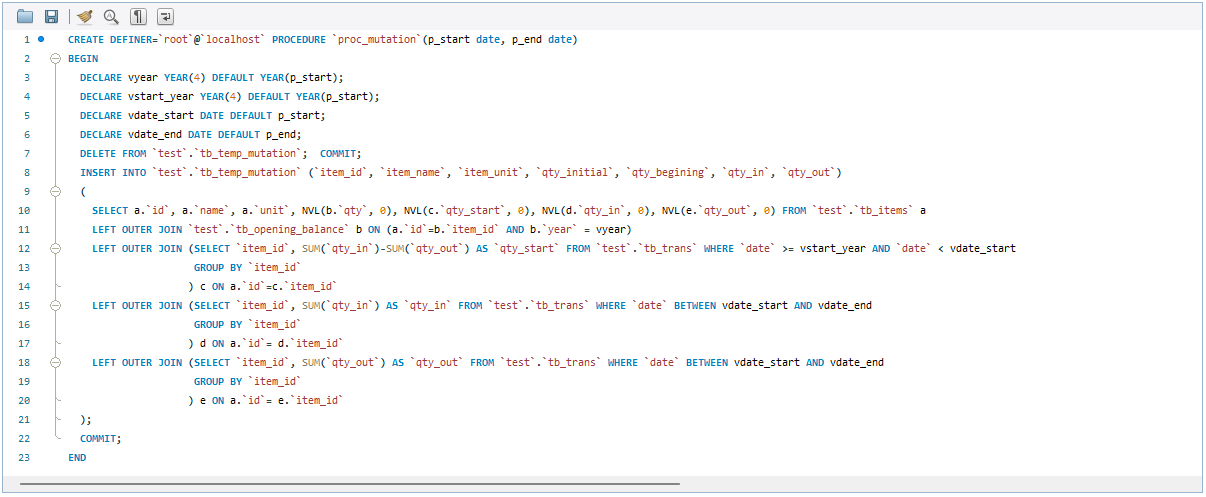 1 CREATE DEFINER=`root`@`localhost` PROCEDURE `proc_mutation`(p_start date, p_end date)
2 BEGIN
3 DECLARE vyear YEAR(4) DEFAULT YEAR(p_start);
4 DECLARE vstart_year YEAR(4) DEFAULT YEAR(p_start);
5 DECLARE vdate_start DATE DEFAULT p_start;
6 DECLARE vdate_end DATE DEFAULT p_end;
7 DELETE FROM `test`.`tb_temp_mutation`;  COMMIT;
8 INSERT INTO `test`.`tb_temp_mutation` (`item_id`, `item_name`, `item_unit`, `qty_initial`, `qty_begining`, `qty_in`, `qty_out`)
9 (
10 SELECT a.`id`, a.`name`, a.`unit`, NVL(b.`qty`, 0), NVL(c.`qty_start`, 0), NVL(d.`qty_in`, 0), NVL(e.`qty_out`, 0) FROM `test`.`tb_items` a
11 LEFT OUTER JOIN `test`.`tb_opening_balance` b ON (a.`id`=b.`item_id` AND b.`year` = vyear)
12 LEFT OUTER JOIN (SELECT `item_id`, SUM(`qty_in`)-SUM(`qty_out`) AS `qty_start` FROM `test`.`tb_trans` WHERE `date` >= vstart_year AND `date` < vdate_start
13 GROUP BY `item_id`
14 ) c ON a.`id`=c.`item_id`
15 LEFT OUTER JOIN (SELECT `item_id`, SUM(`qty_in`) AS `qty_in` FROM `test`.`tb_trans` WHERE `date` BETWEEN vdate_start AND vdate_end
16 GROUP BY `item_id`
17 ) d ON a.`id`= d.`item_id`
18 LEFT OUTER JOIN (SELECT `item_id`, SUM(`qty_out`) AS `qty_out` FROM `test`.`tb_trans` WHERE `date` BETWEEN vdate_start AND vdate_end
19 GROUP BY `item_id`
20 ) e ON a.`id`= e.`item_id`
21 );
22 COMMIT;
23 END